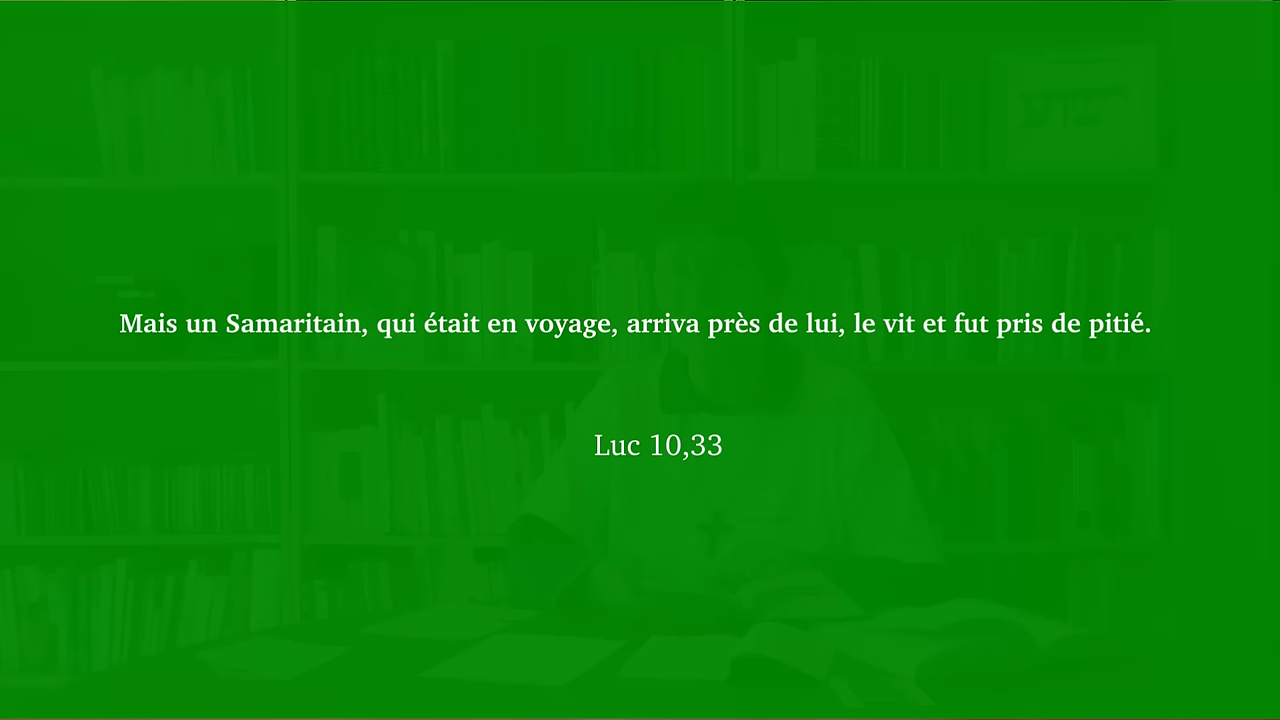 Mais un Samaritain, qui était en voyage, arriva près de lui, le vit et fut pris de pitié.
Luc 10,33